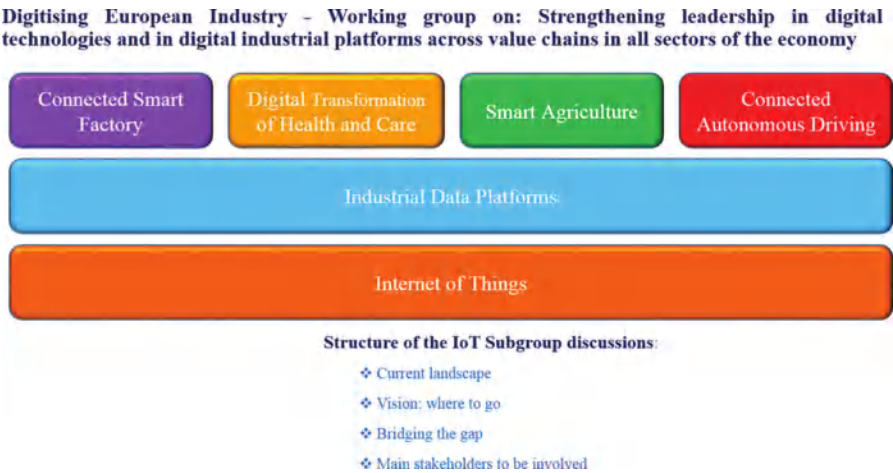 Digitising European Industry - Working group on: Strengthening leadership in digital
technologies and in digital industrial platforms across value chains in all sectors of the economy
Connected Smart
Factory
Digital Transformation
of Health and Care
Smart Agriculture
Connected
Autonomous Driving
Industrial Data Platforms
Internet of Things
Structure of the IoT Subgroup discussions:
❖ Current landscape
❖ Vision: where to go
❖ Bridging the gap
❖ Main stakeholders to be involved